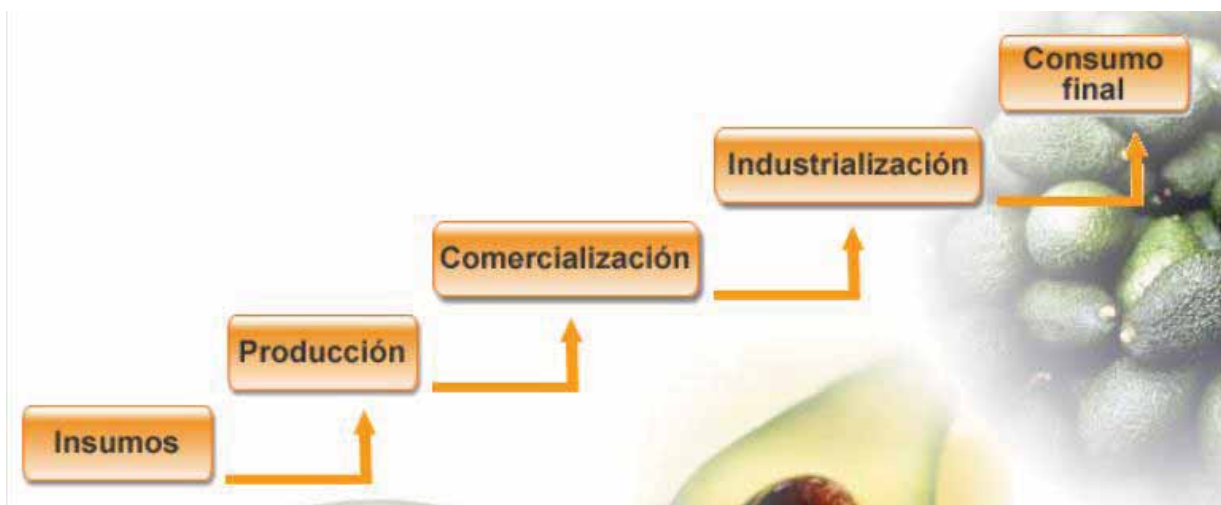 Consumo
final
Industrialización
Comercialización
Producción
Insumos